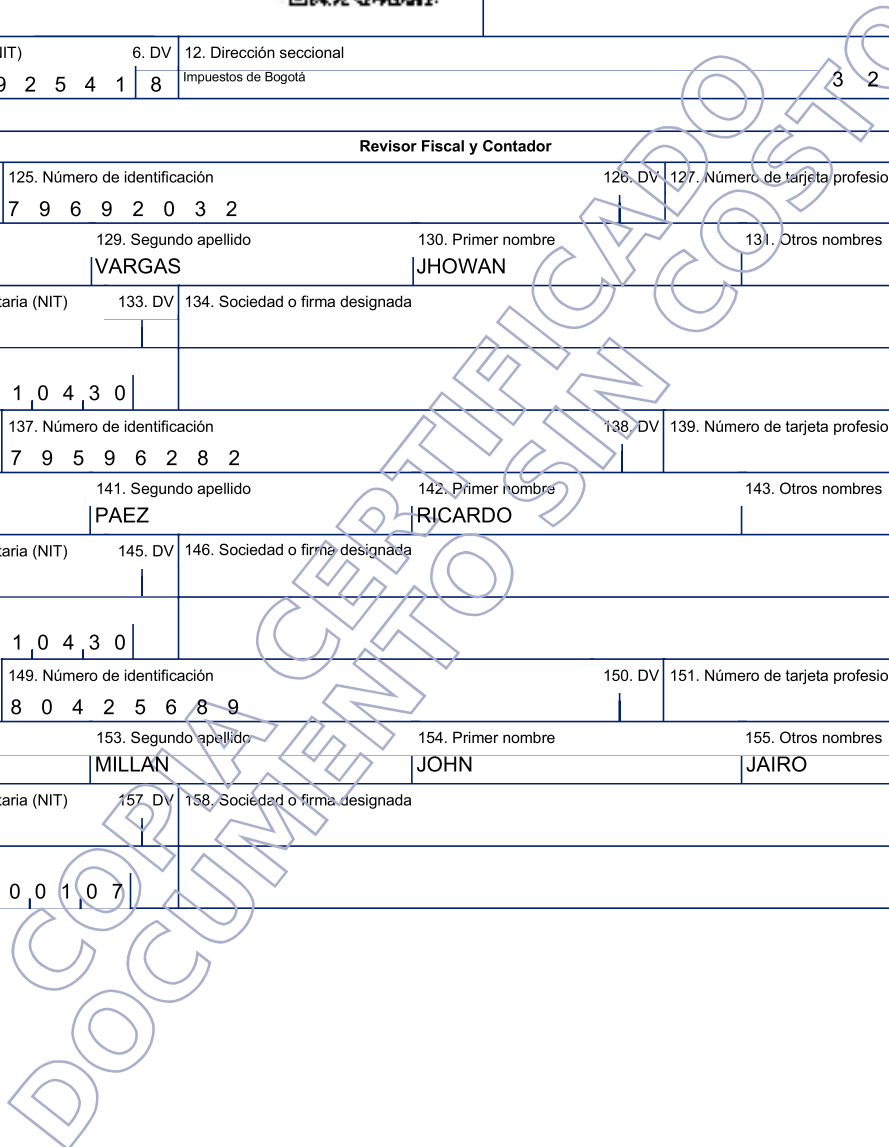 IIT) 6. DV 12. Dirección seccional
9 2 5 4 1 8 Impuestos de Bogotá 3 2
Revisor Fiscal y Contador
125. Número de identificación 126. DV 127. Número de tarjeta profesio
7 9 6 9 2 0 3 2
129. Segundo apellido 130. Primer nombre 131. Otros nombres
VARGAS JHOWAN
taria (NIT) 133. DV 134. Sociedad o firma designada
1 0 4 3 0
137. Número de identificación 138. DV 139. Número de tarjeta profesio
7 9 5 9 6 2 8 2
141. Segundo apellido 142. Primer nombre 143. Otros nombres
PAEZ RICARDO
taria (NIT) 145. DV 146. Sociedad o firma designada
1 0 4 3 0
149. Número de identificación 150. DV 151. Número de tarjeta profesio
8 0 4 2 5 6 8 9
153. Segundo apellido 154. Primer nombre 155. Otros nombres
MILLAN JOHN JAIRO
taria (NIT) 157. DV 158. Sociedad o firma designada
0 0 1 0 7
COPIA CERTIFICADO
DOCUMENTO SIN COSTO